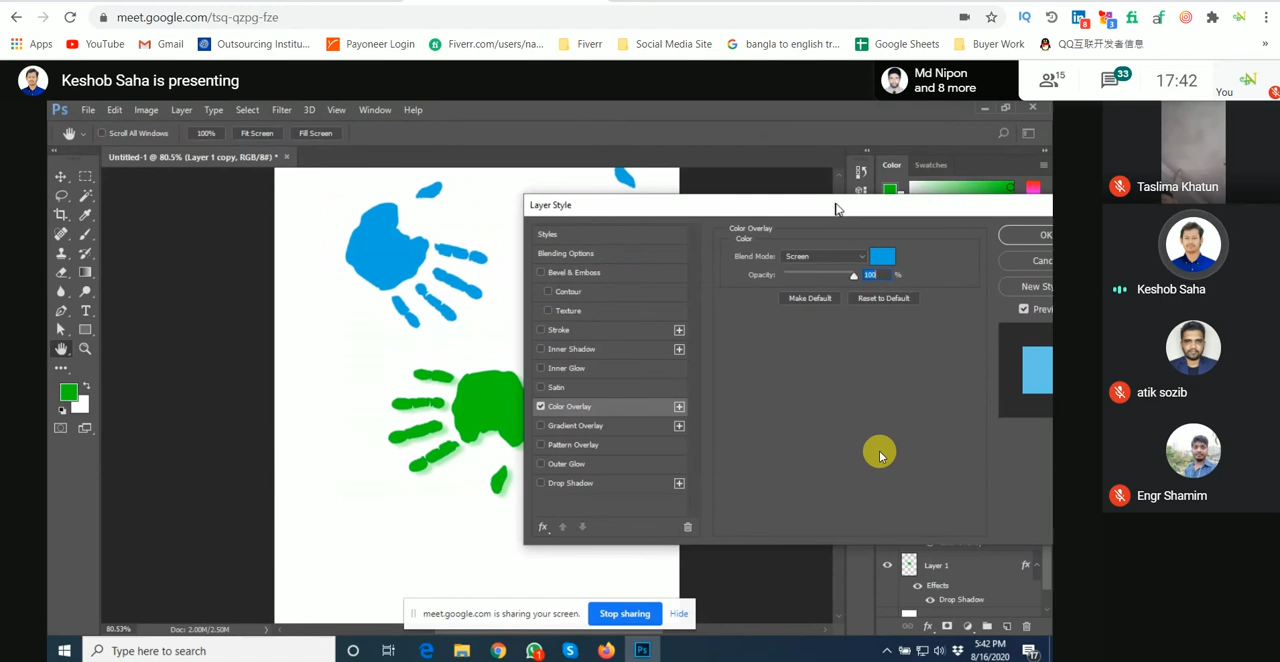 meet.google.com/tsq-qzpg-fze
Apps YouTube Gmail Outsourcing Institu... Payoneer Login Fiverr.com/users/na... Fiverr Social Media Site bangla to english tr... Google Sheets Buyer Work QQ互联开发者信息 »
Keshob Saha is presenting
Md Nipon
and 8 more
15
33
17:42
You
Ps File Edit Image Layer Type Select Filter 3D View Window Help
Scroll All Windows 100% Fit Screen Fill Screen
Untitled-1 @ 80.5% (Layer 1 copy, RGB/8#) * ×
Color Swatches
Layer Style
Styles
Blending Options
Bevel & Emboss
Contour
Texture
Stroke
Inner Shadow
Inner Glow
Satin
Color Overlay
Gradient Overlay
Pattern Overlay
Outer Glow
Drop Shadow
fx
Color Overlay
Color
Blend Mode: Screen
Opacity: 100 %
Make Default Reset to Default
OK
Canc
New Sty
Previ
Layer 1 fx
Effects
Drop Shadow
Taslima Khatun
Keshob Saha
atik sozib
Engr Shamim
meet.google.com is sharing your screen. Stop sharing Hide
80.53% Doc: 2.00M/2.50M
Type here to search
5:42 PM
8/16/2020
17